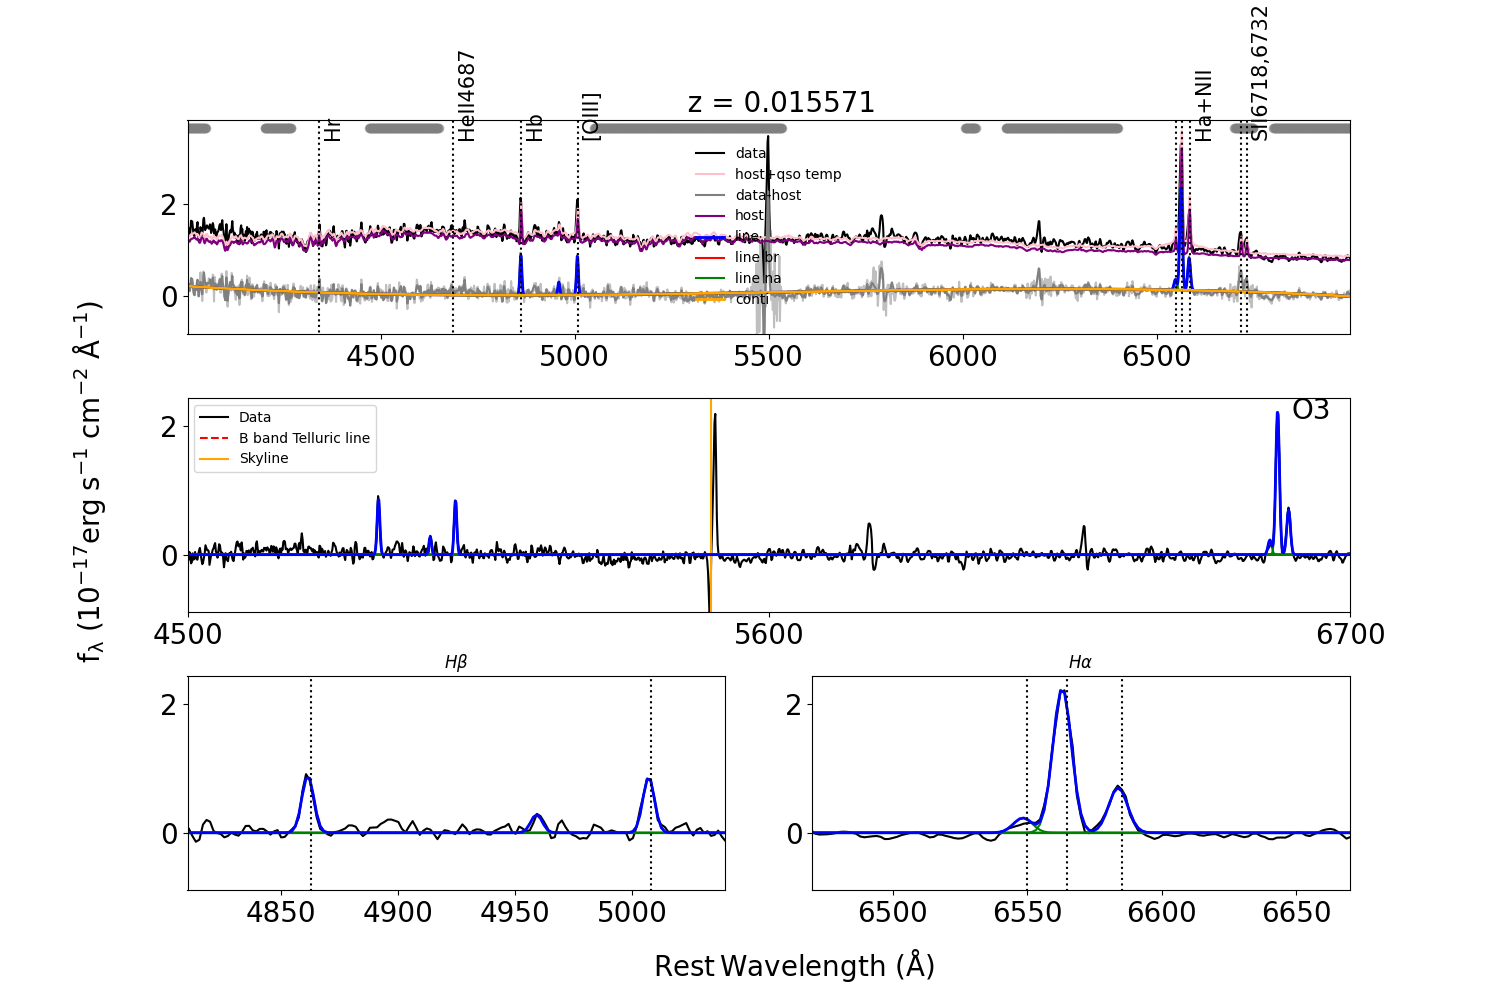 z = 0.015571
Hr
HeII4687
Hb
[OIII]
Ha+NII
SII6718,6732
data
host+qso temp
data-host
host
line
line br
line na
conti
2
0
4500 5000 5500 6000 6500
f_λ (10⁻¹⁷erg s⁻¹ cm⁻² Å⁻¹)
Data
B band Telluric line
Skyline
O3
2
0
4500 5600 6700
Hβ
2
0
4850 4900 4950 5000
Hα
2
0
6500 6550 6600 6650
Rest Wavelength (Å)